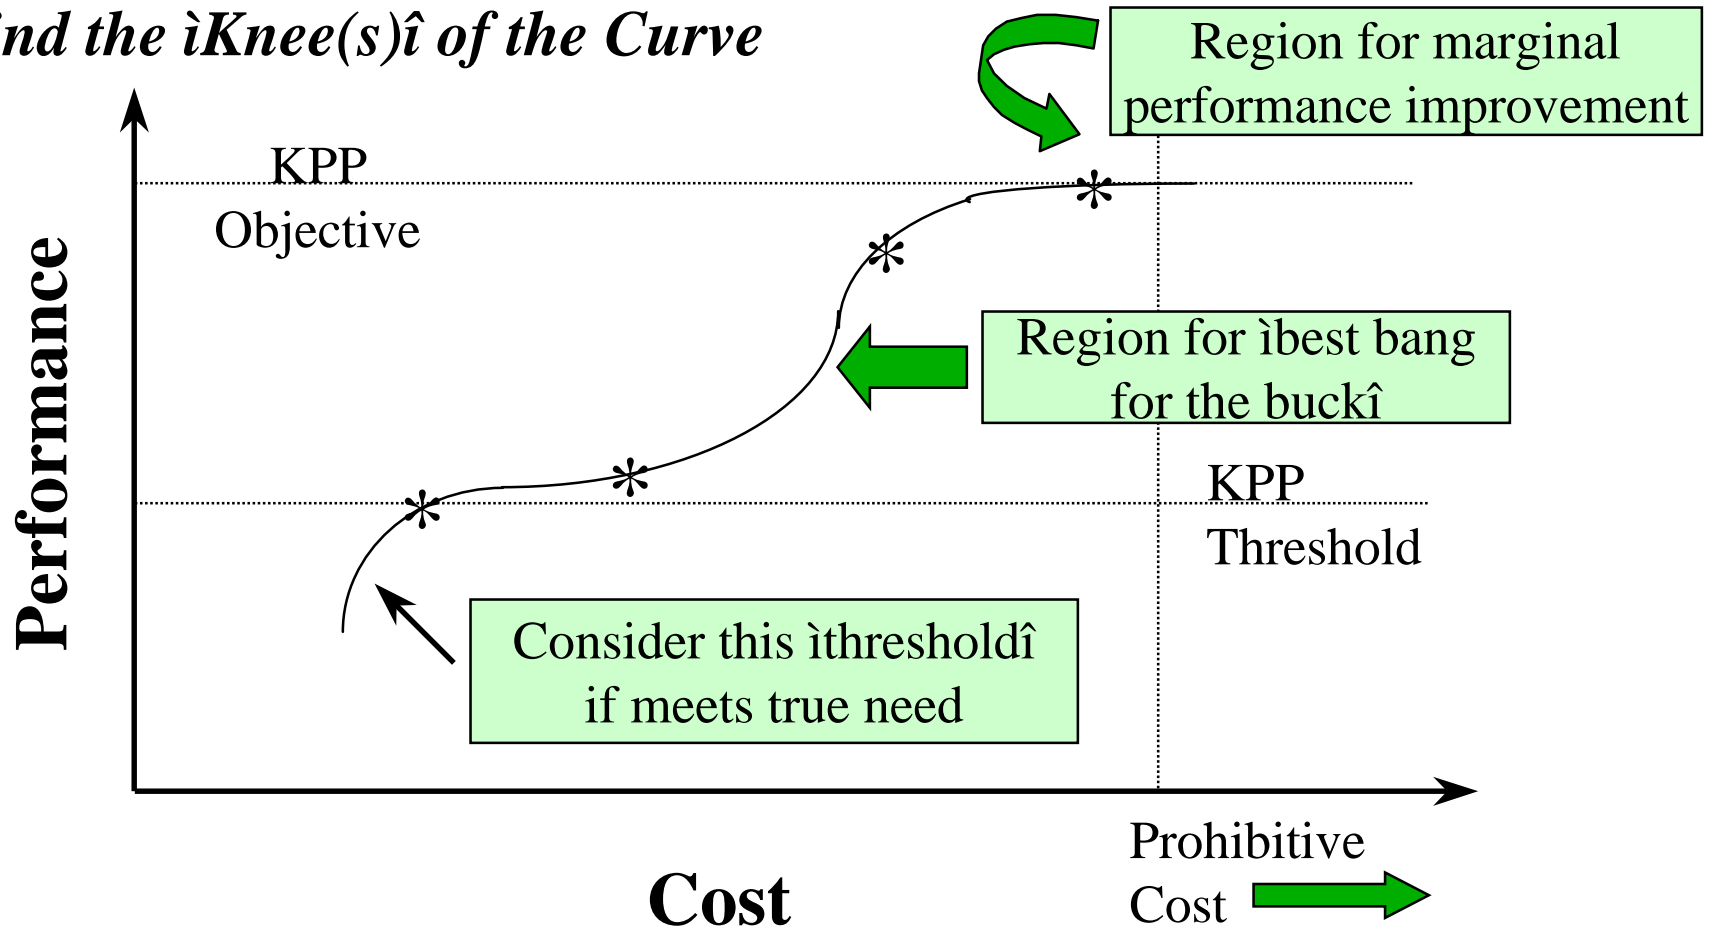 nd the ìKnee(s)î of the Curve
Region for marginal
performance improvement
KPP
Objective
Performance
Region for ìbest bang
for the buckî
KPP
Threshold
Consider this ìthresholdî
if meets true need
Prohibitive
Cost
Cost